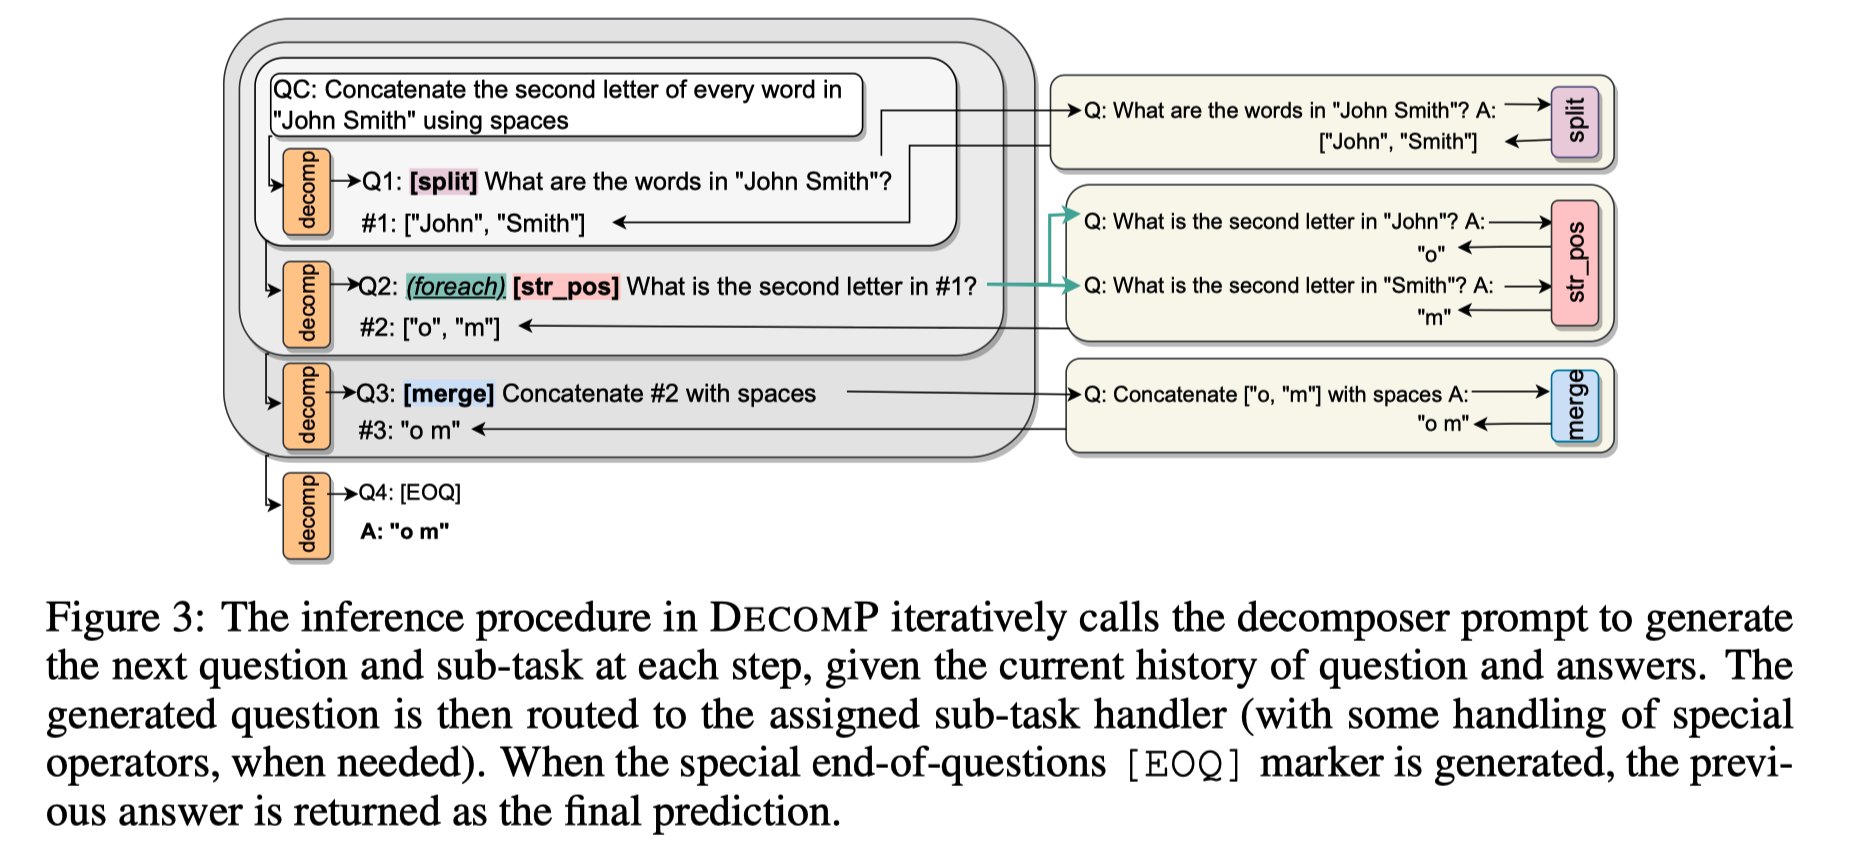 QC: Concatenate the second letter of every word in
"John Smith" using spaces
decomp
Q1: [split] What are the words in "John Smith"?
#1: ["John", "Smith"]
Q: What are the words in "John Smith"? A:
["John", "Smith"]
split
decomp
Q2: (foreach) [str_pos] What is the second letter in #1?
#2: ["o", "m"]
Q: What is the second letter in "John"? A:
"o"
Q: What is the second letter in "Smith"? A:
"m"
str_pos
decomp
Q3: [merge] Concatenate #2 with spaces
#3: "o m"
Q: Concatenate ["o, "m"] with spaces A:
"o m"
merge
decomp
Q4: [EOQ]
A: "o m"
Figure 3: The inference procedure in DECOMP iteratively calls the decomposer prompt to generate
the next question and sub-task at each step, given the current history of question and answers. The
generated question is then routed to the assigned sub-task handler (with some handling of special
operators, when needed). When the special end-of-questions [EOQ] marker is generated, the previ-
ous answer is returned as the final prediction.